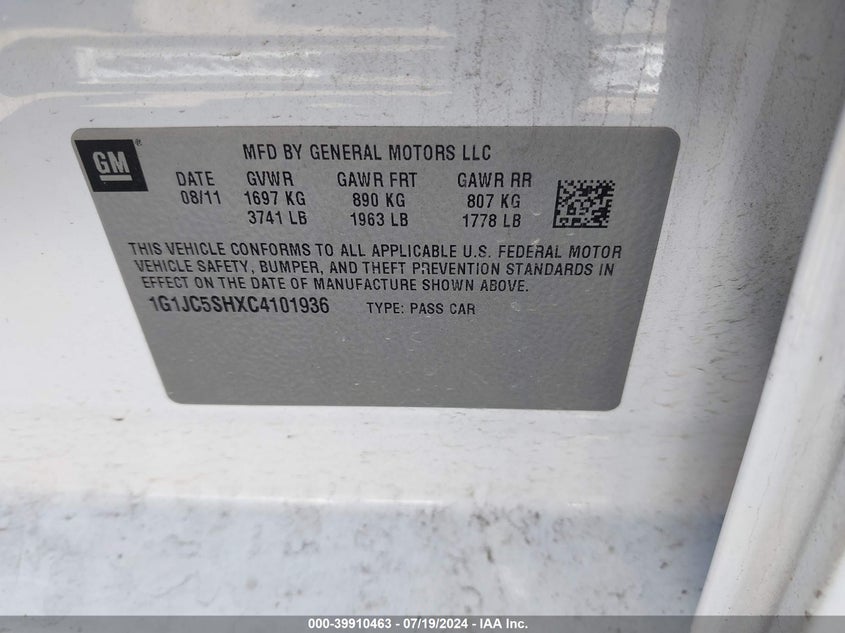 GM®
MFD BY GENERAL MOTORS LLC
DATE GVWR GAWR FRT GAWR RR
08/11 1697 KG 890 KG 807 KG
3741 LB 1963 LB 1778 LB
THIS VEHICLE CONFORMS TO ALL APPLICABLE U.S. FEDERAL MOTOR
VEHICLE SAFETY, BUMPER, AND THEFT PREVENTION STANDARDS IN
EFFECT ON THE DATE OF MANUFACTURE SHOWN ABOVE.
1G1JC5SHXC4101936 TYPE: PASS CAR
000-39910463 - 07/19/2024 - IAA Inc.